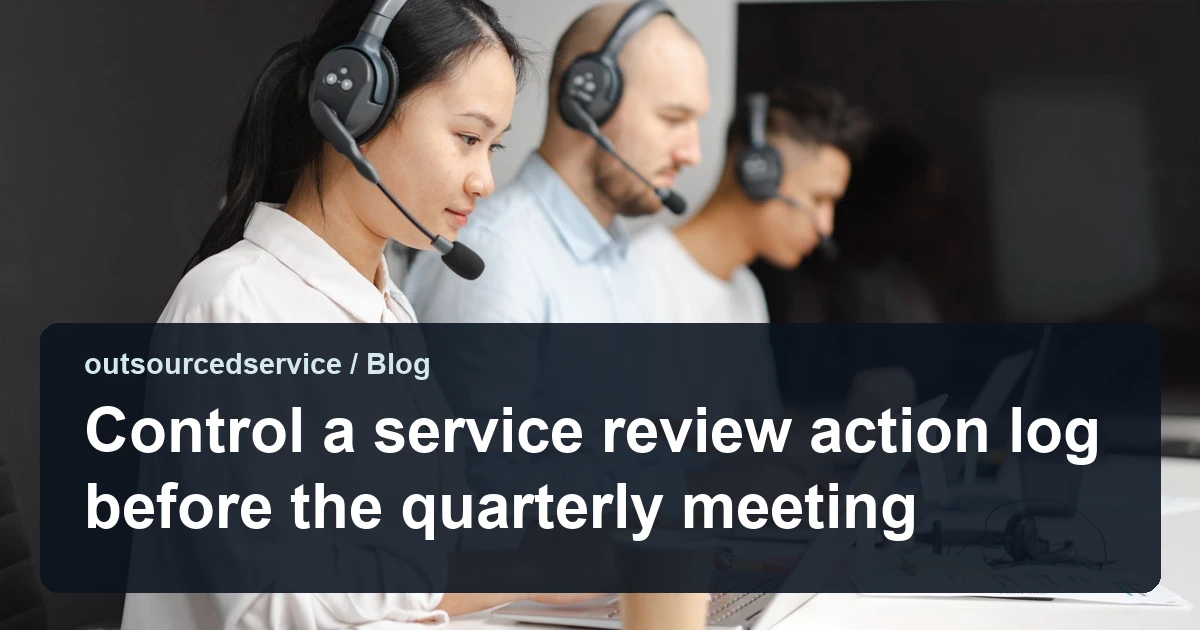 outsourcedservice / Blog
Control a service review action log
before the quarterly meeting